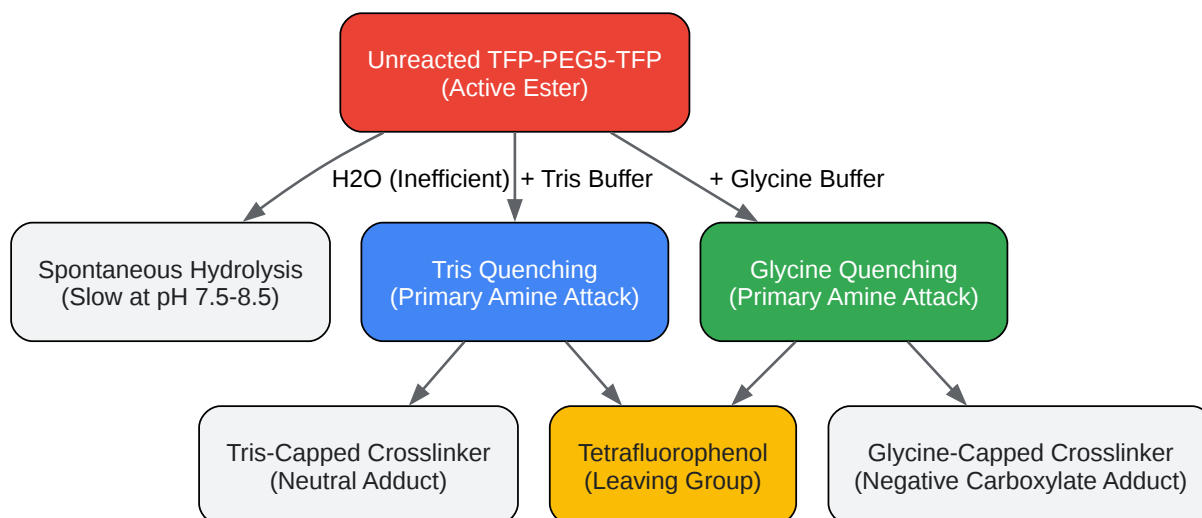 Unreacted TFP-PEG5-TFP
(Active Ester)
H2O (Inefficient)
+ Tris Buffer
+ Glycine Buffer
Spontaneous Hydrolysis
(Slow at pH 7.5-8.5)
Tris Quenching
(Primary Amine Attack)
Glycine Quenching
(Primary Amine Attack)
Tris-Capped Crosslinker
(Neutral Adduct)
Tetrafluorophenol
(Leaving Group)
Glycine-Capped Crosslinker
(Negative Carboxylate Adduct)